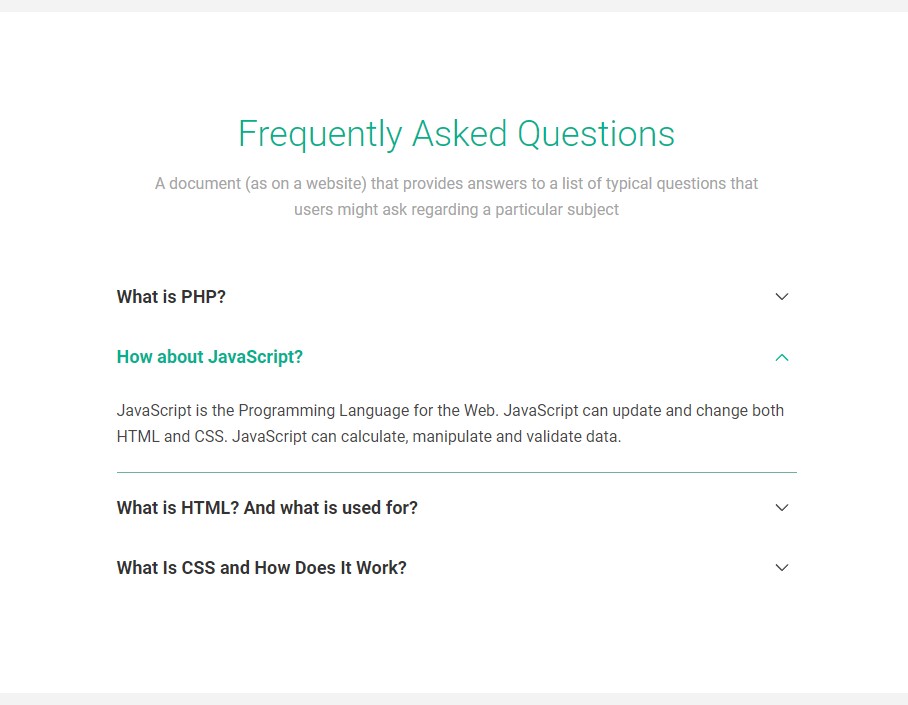 Frequently Asked Questions
A document (as on a website) that provides answers to a list of typical questions that
users might ask regarding a particular subject
What is PHP?
How about JavaScript?
JavaScript is the Programming Language for the Web. JavaScript can update and change both
HTML and CSS. JavaScript can calculate, manipulate and validate data.
What is HTML? And what is used for?
What Is CSS and How Does It Work?